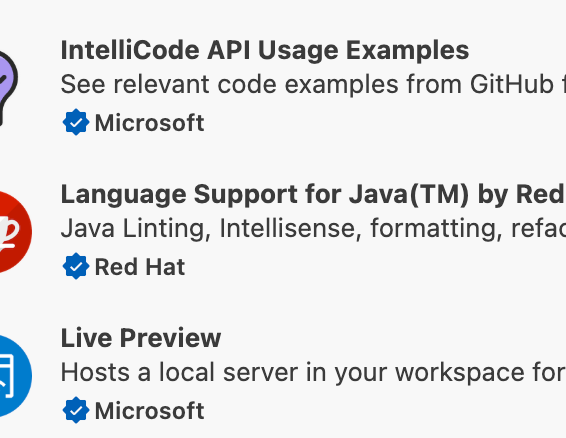 IntelliCode API Usage Examples
See relevant code examples from GitHub f
Microsoft
Language Support for Java(TM) by Red
Java Linting, Intellisense, formatting, refac
Red Hat
Live Preview
Hosts a local server in your workspace for
Microsoft